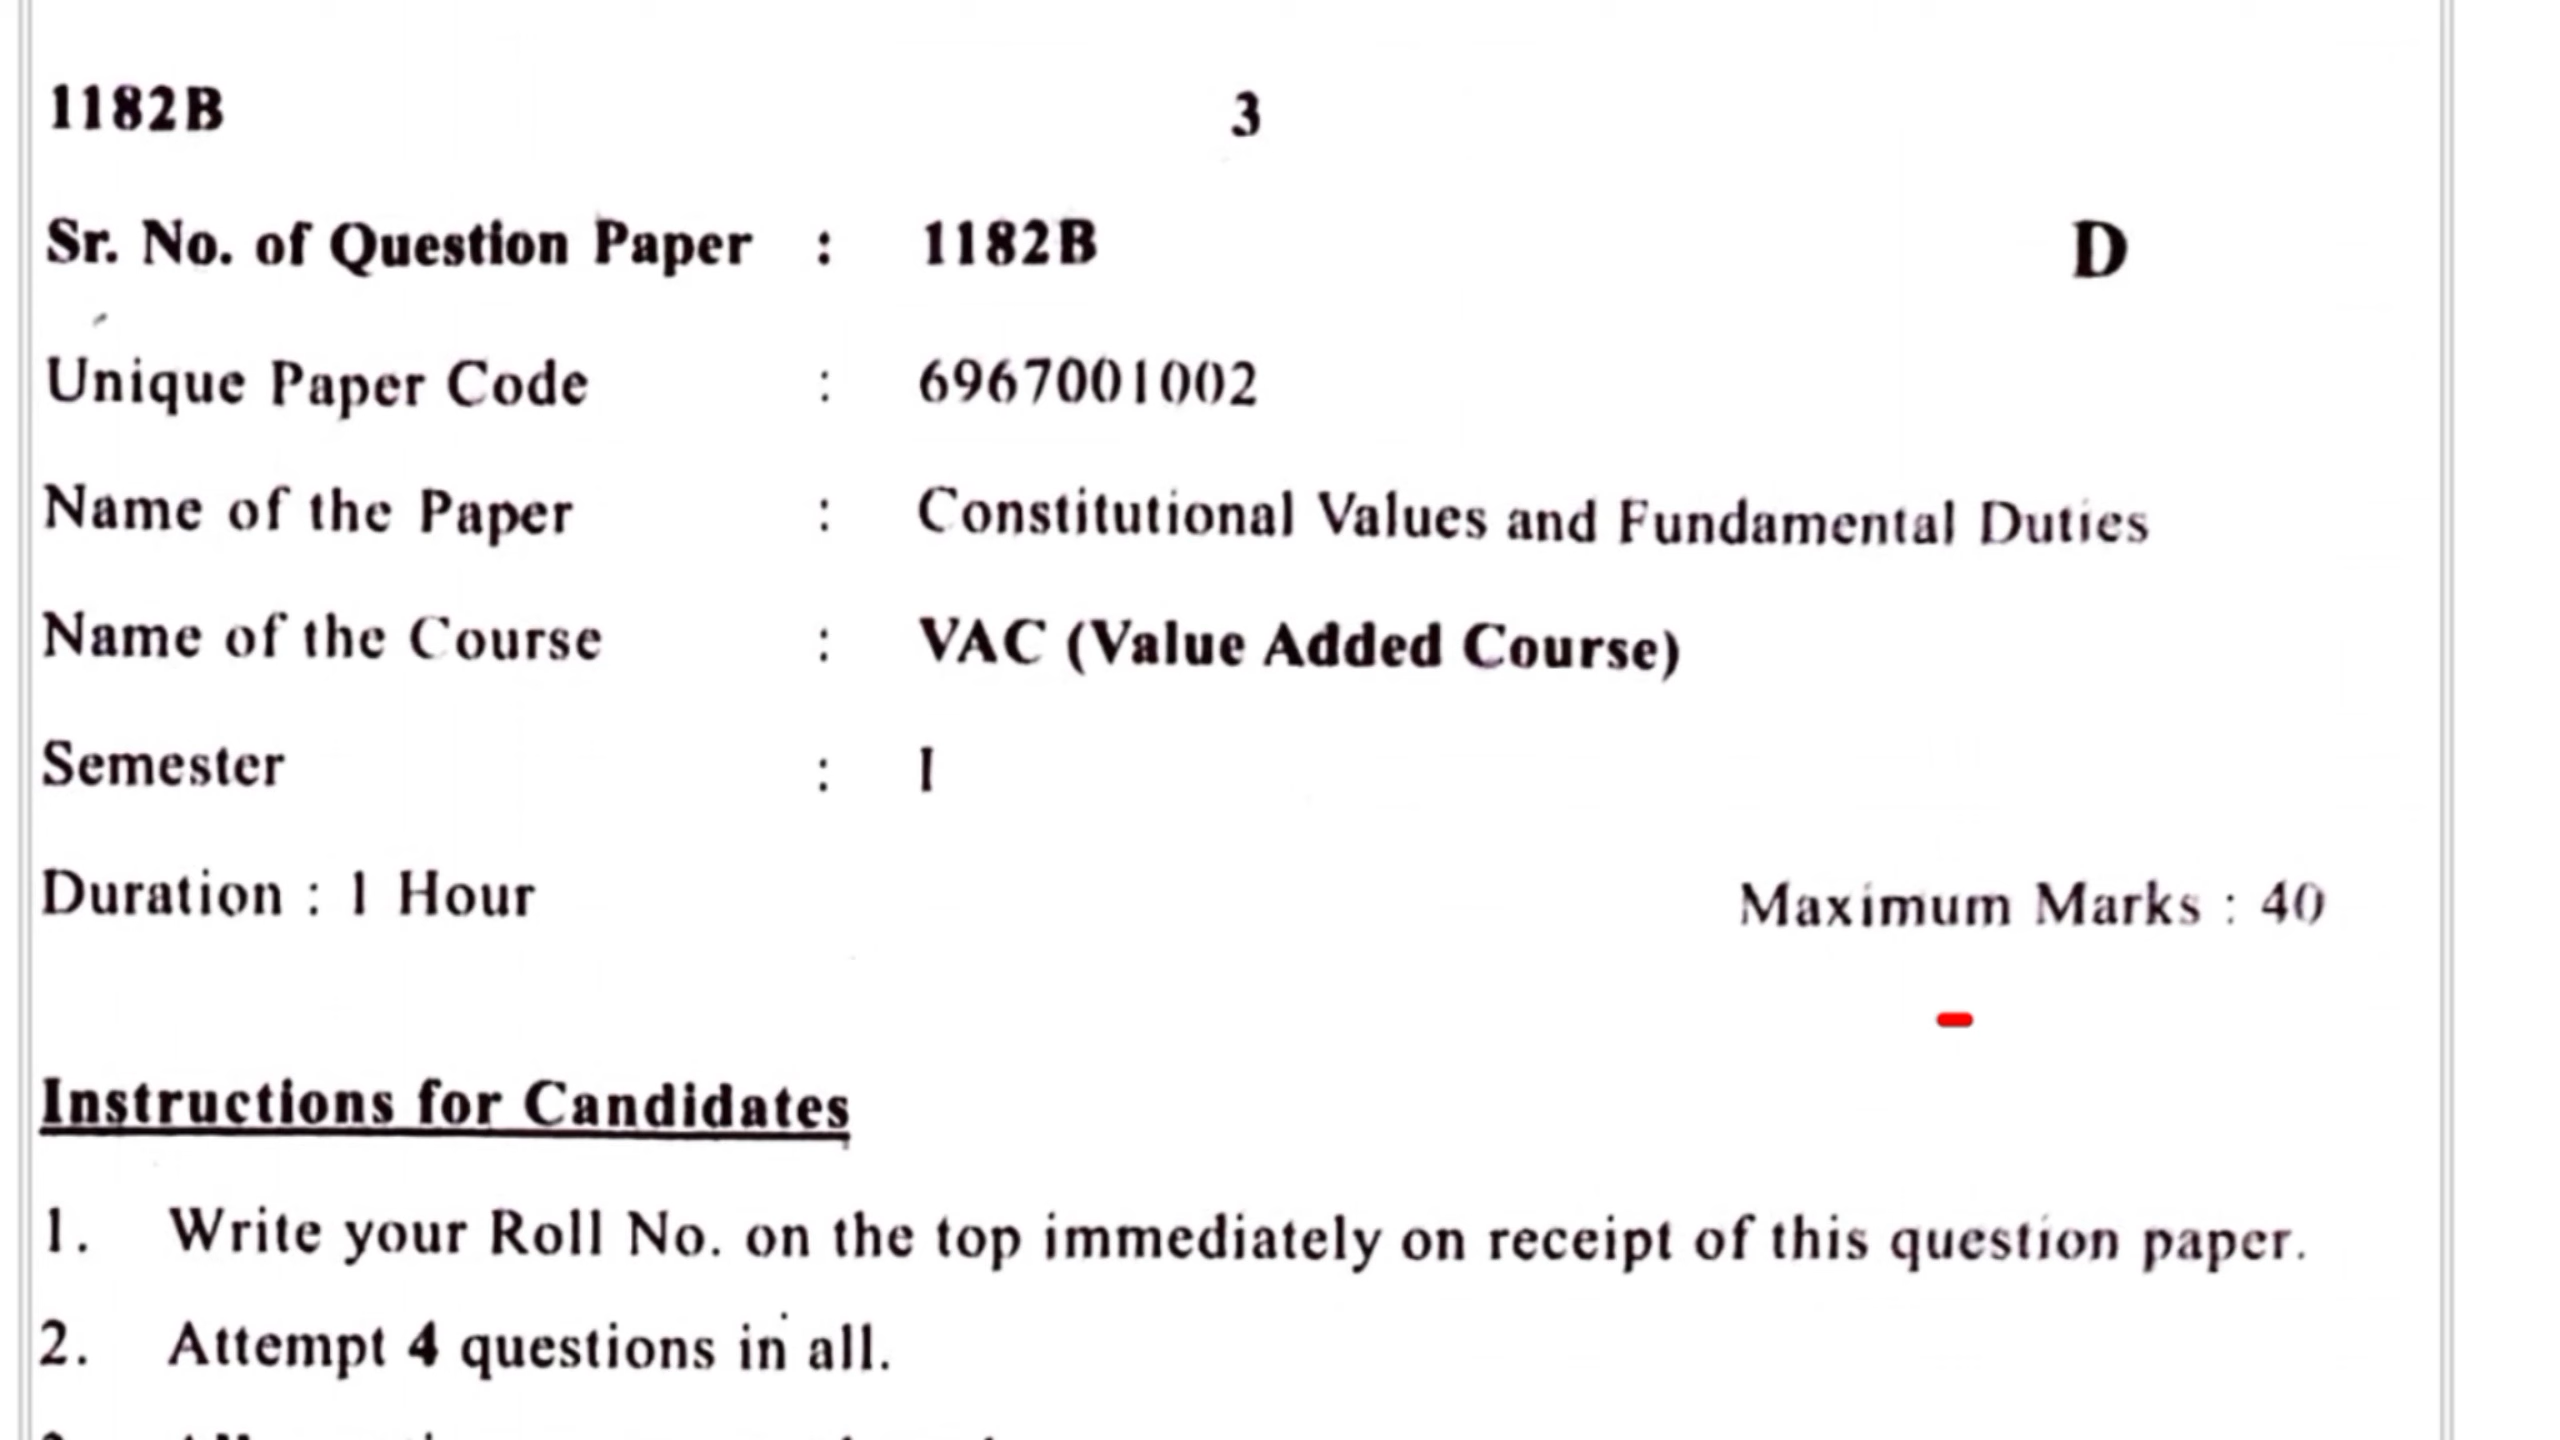 1182B 3
Sr. No. of Question Paper : 1182B D
Unique Paper Code : 6967001002
Name of the Paper : Constitutional Values and Fundamental Duties
Name of the Course : VAC (Value Added Course)
Semester : I
Duration : 1 Hour Maximum Marks : 40
Instructions for Candidates
1. Write your Roll No. on the top immediately on receipt of this question paper.
2. Attempt 4 questions in all.